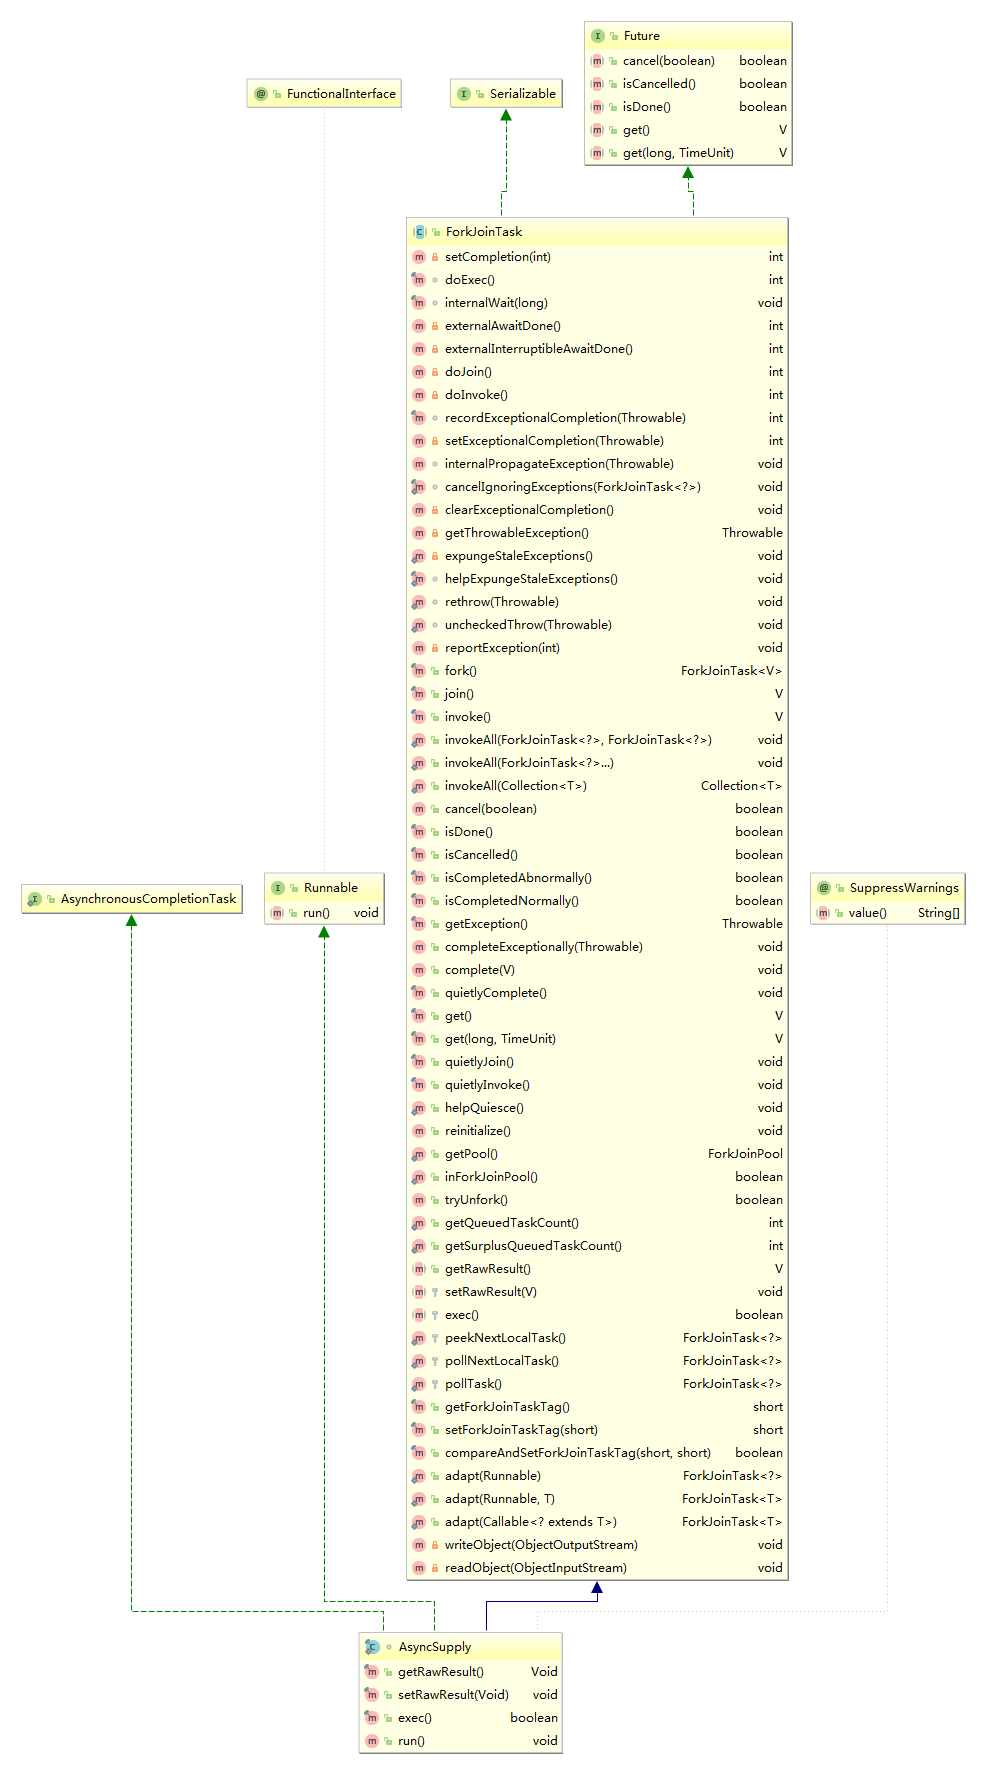 Future
cancel(boolean) boolean
isCancelled() boolean
isDone() boolean
get() V
get(long, TimeUnit) V
FunctionalInterface
Serializable
ForkJoinTask
setCompletion(int) int
doExec() int
internalWait(long) void
externalAwaitDone() int
externalInterruptibleAwaitDone() int
doJoin() int
doInvoke() int
recordExceptionalCompletion(Throwable) int
setExceptionalCompletion(Throwable) int
internalPropagateException(Throwable) void
cancelIgnoringExceptions(ForkJoinTask<?>) void
clearExceptionalCompletion() void
getThrowableException() Throwable
expungeStaleExceptions() void
helpExpungeStaleExceptions() void
rethrow(Throwable) void
uncheckedThrow(Throwable) void
reportException(int) void
fork() ForkJoinTask<V>
join() V
invoke() V
invokeAll(ForkJoinTask<?>, ForkJoinTask<?>) void
invokeAll(ForkJoinTask<?>...) void
invokeAll(Collection<T>) Collection<T>
cancel(boolean) boolean
isDone() boolean
isCancelled() boolean
isCompletedAbnormally() boolean
isCompletedNormally() boolean
getException() Throwable
completeExceptionally(Throwable) void
complete(V) void
quietlyComplete() void
get() V
get(long, TimeUnit) V
quietlyJoin() void
quietlyInvoke() void
helpQuiesce() void
reinitialize() void
getPool() ForkJoinPool
inForkJoinPool() boolean
tryUnfork() boolean
getQueuedTaskCount() int
getSurplusQueuedTaskCount() int
getRawResult() V
setRawResult(V) void
exec() boolean
peekNextLocalTask() ForkJoinTask<?>
pollNextLocalTask() ForkJoinTask<?>
pollTask() ForkJoinTask<?>
getForkJoinTaskTag() short
setForkJoinTaskTag(short) short
compareAndSetForkJoinTaskTag(short, short) boolean
adapt(Runnable) ForkJoinTask<?>
adapt(Runnable, T) ForkJoinTask<T>
adapt(Callable<? extends T>) ForkJoinTask<T>
writeObject(ObjectOutputStream) void
readObject(ObjectInputStream) void
AsynchronousCompletionTask
Runnable
run() void
SuppressWarnings
value() String[]
AsyncSupply
getRawResult() Void
setRawResult(Void) void
exec() boolean
run() void